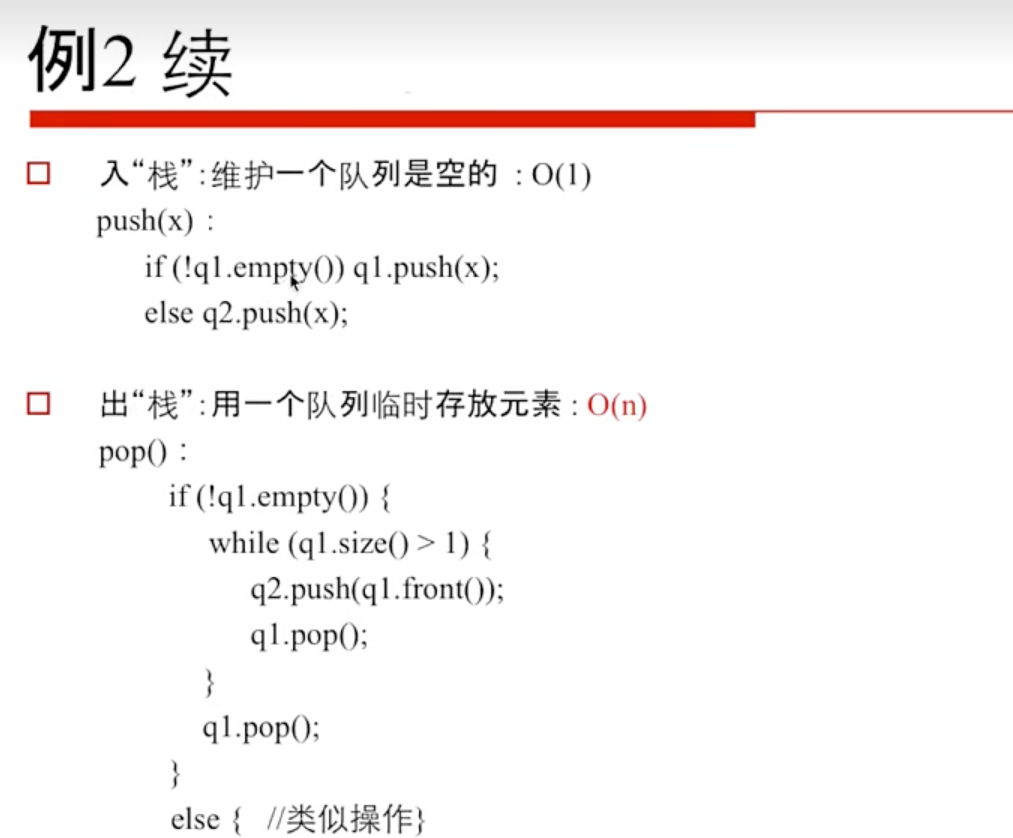 例2 续
入“栈”:维护一个队列是空的 : O(1)
push(x) :
if (!q1.empty()) q1.push(x);
else q2.push(x);
出“栈”:用一个队列临时存放元素 : O(n)
pop() :
if (!q1.empty()) {
while (q1.size() > 1) {
q2.push(q1.front());
q1.pop();
}
q1.pop();
}
else { //类似操作}